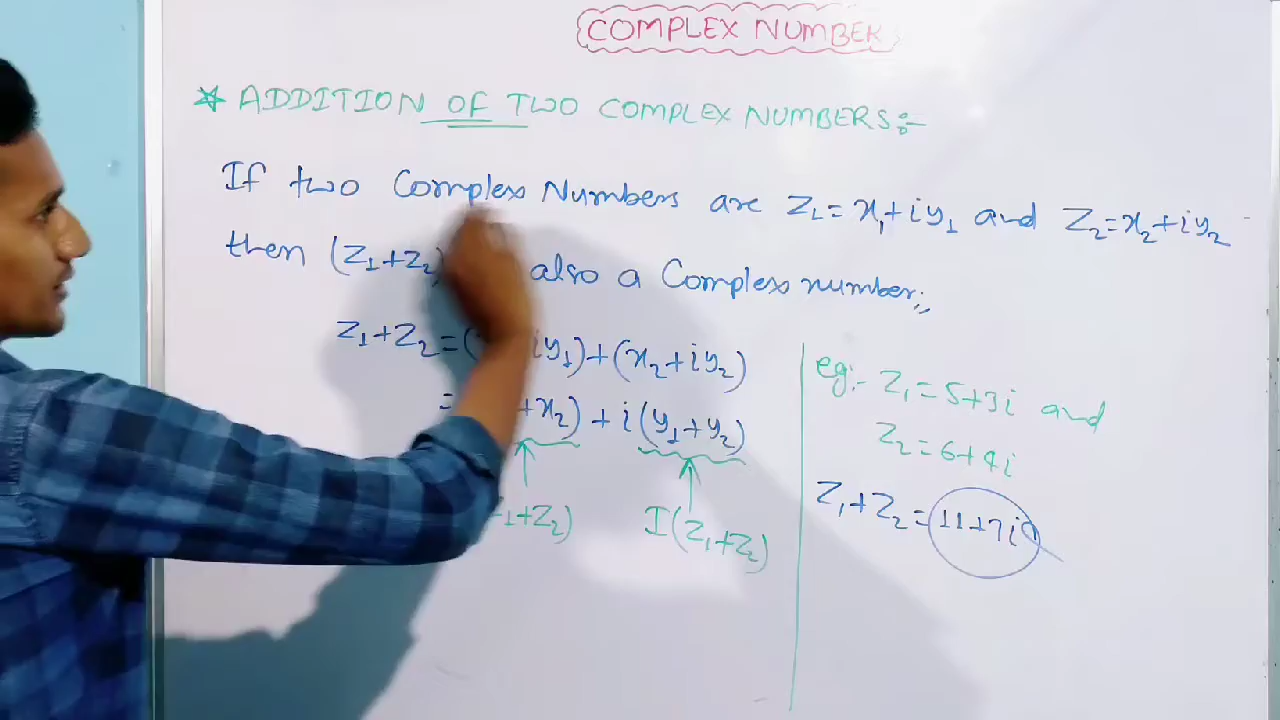 COMPLEX NUMBER
* ADDITION OF TWO COMPLEX NUMBERS:-
If two Complex Numbers are Z₁ = x₁+iy₁ and Z₂=x₂+iy₂
then (Z₁+Z₂) also a Complex number;,
Z₁+Z₂ = ( iy₁)+(x₂+iy₂)
= +x₂) + i(y₁+y₂)
+Z₂) I(Z₁+Z₂)
eg:- Z₁ = 5+3i and
Z₂ = 6+4i
Z₁+Z₂ = 11+7i